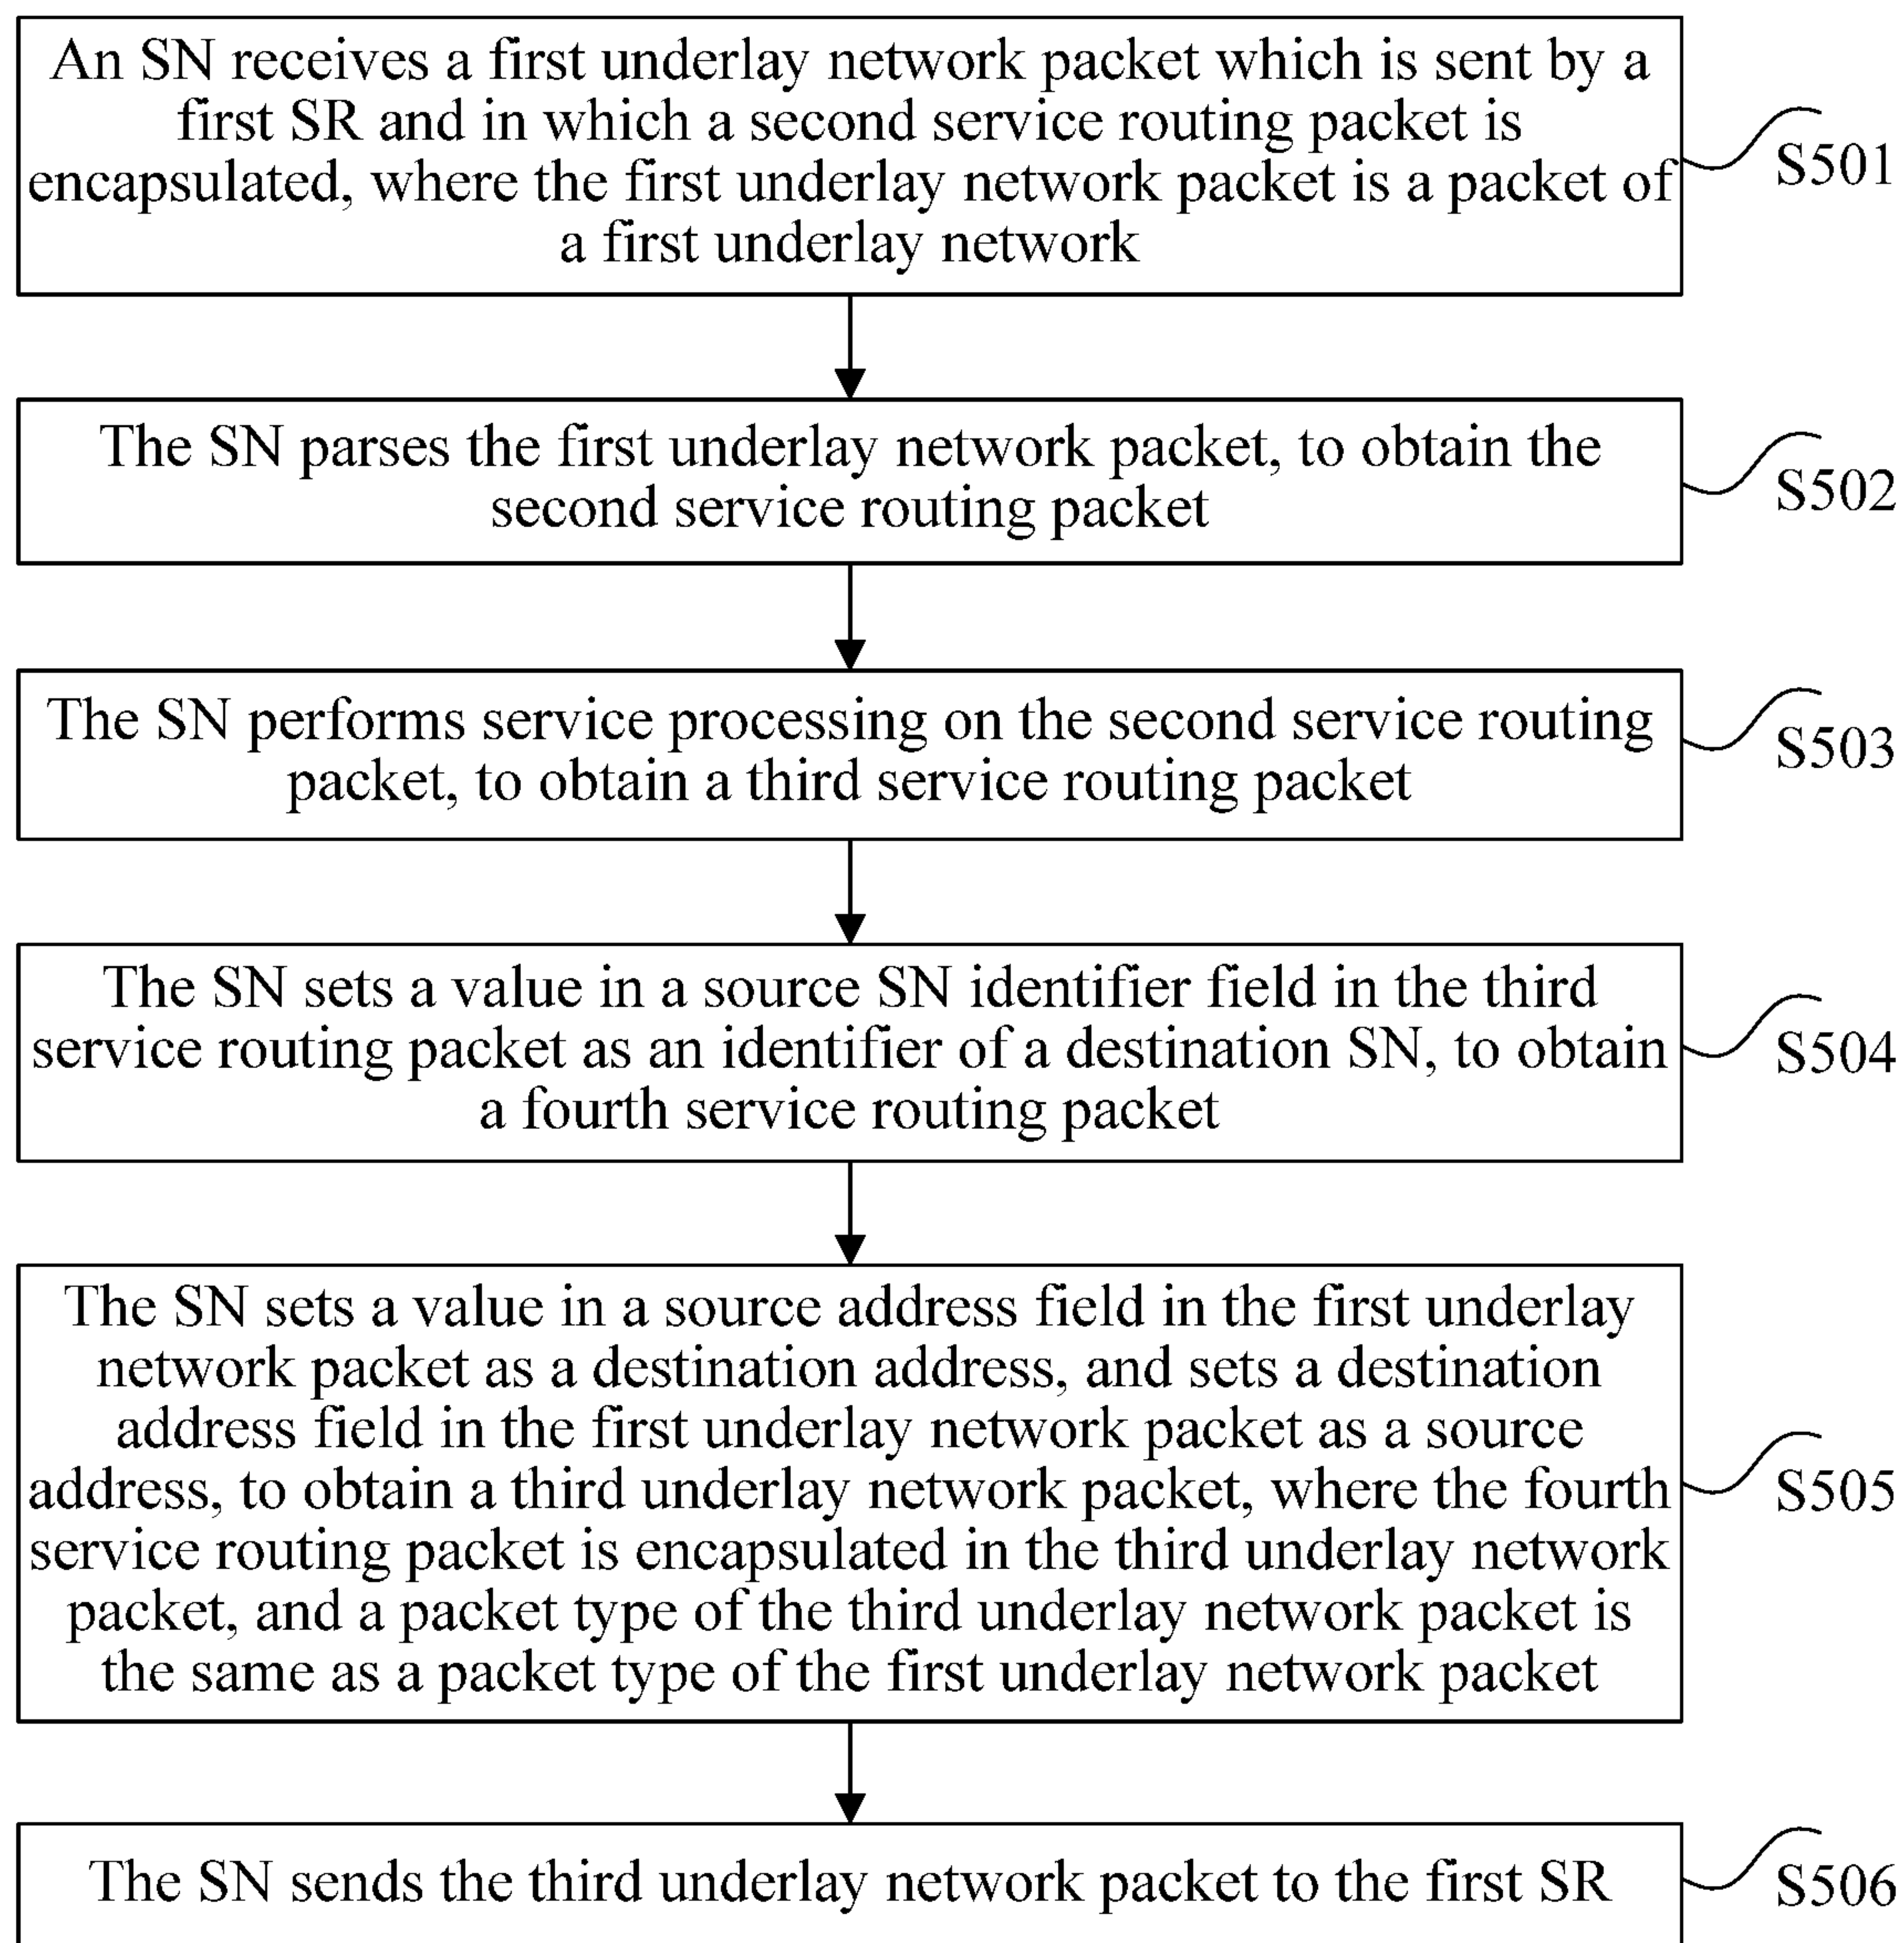 An SN receives a first underlay network packet which is sent by a
first SR and in which a second service routing packet is
encapsulated, where the first underlay network packet is a packet of
a first underlay network
S501
The SN parses the first underlay network packet, to obtain the
second service routing packet
S502
The SN performs service processing on the second service routing
packet, to obtain a third service routing packet
S503
The SN sets a value in a source SN identifier field in the third
service routing packet as an identifier of a destination SN, to obtain
a fourth service routing packet
S504
The SN sets a value in a source address field in the first underlay
network packet as a destination address, and sets a destination
address field in the first underlay network packet as a source
address, to obtain a third underlay network packet, where the fourth
service routing packet is encapsulated in the third underlay network
packet, and a packet type of the third underlay network packet is
the same as a packet type of the first underlay network packet
S505
The SN sends the third underlay network packet to the first SR
S506